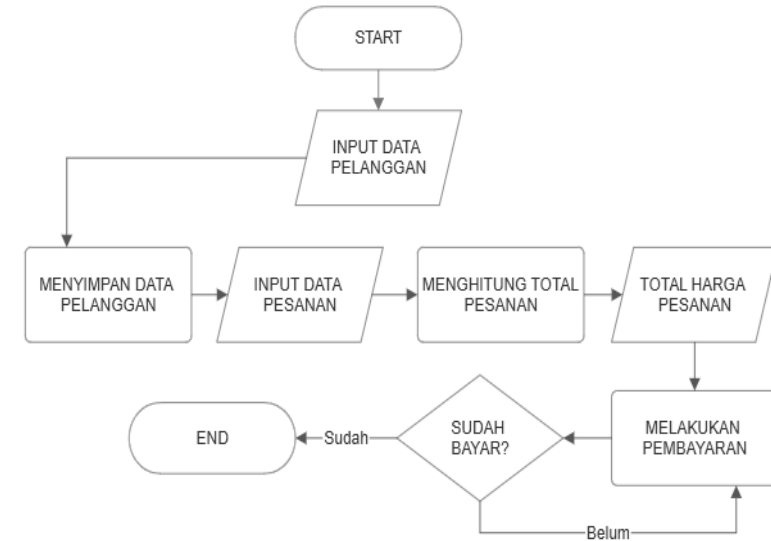 START
INPUT DATA
PELANGGAN
MENYIMPAN DATA
PELANGGAN
INPUT DATA
PESANAN
MENGHITUNG TOTAL
PESANAN
TOTAL HARGA
PESANAN
MELAKUKAN
PEMBAYARAN
SUDAH
BAYAR?
Sudah
END
Belum